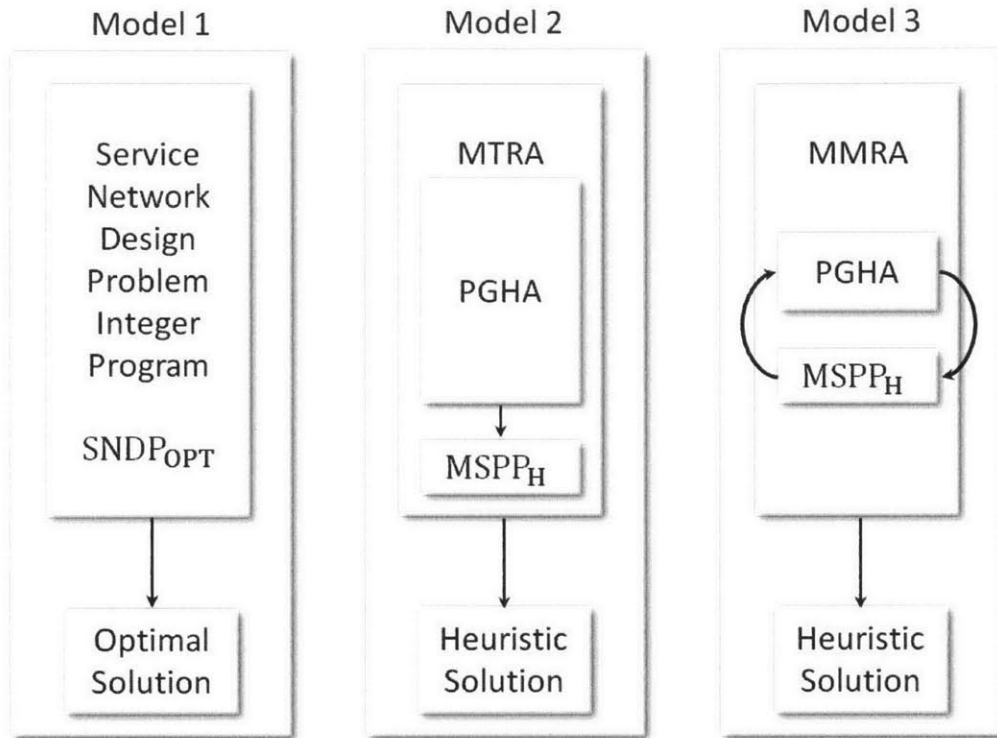 Model 1
Service
Network
Design
Problem
Integer
Program
SNDP_OPT
Optimal
Solution
Model 2
MTRA
PGHA
MSPP_H
Heuristic
Solution
Model 3
MMRA
PGHA
MSPP_H
Heuristic
Solution